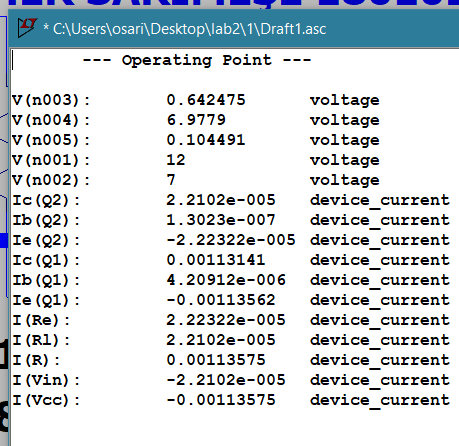 * C:\Users\osari\Desktop\lab2\1\Draft1.asc
--- Operating Point ---
V(n003): 0.642475 voltage
V(n004): 6.9779 voltage
V(n005): 0.104491 voltage
V(n001): 12 voltage
V(n002): 7 voltage
Ic(Q2): 2.2102e-005 device_current
Ib(Q2): 1.3023e-007 device_current
Ie(Q2): -2.22322e-005 device_current
Ic(Q1): 0.00113141 device_current
Ib(Q1): 4.20912e-006 device_current
Ie(Q1): -0.00113562 device_current
I(Re): 2.22322e-005 device_current
I(Rl): 2.2102e-005 device_current
I(R): 0.00113575 device_current
I(Vin): -2.2102e-005 device_current
I(Vcc): -0.00113575 device_current